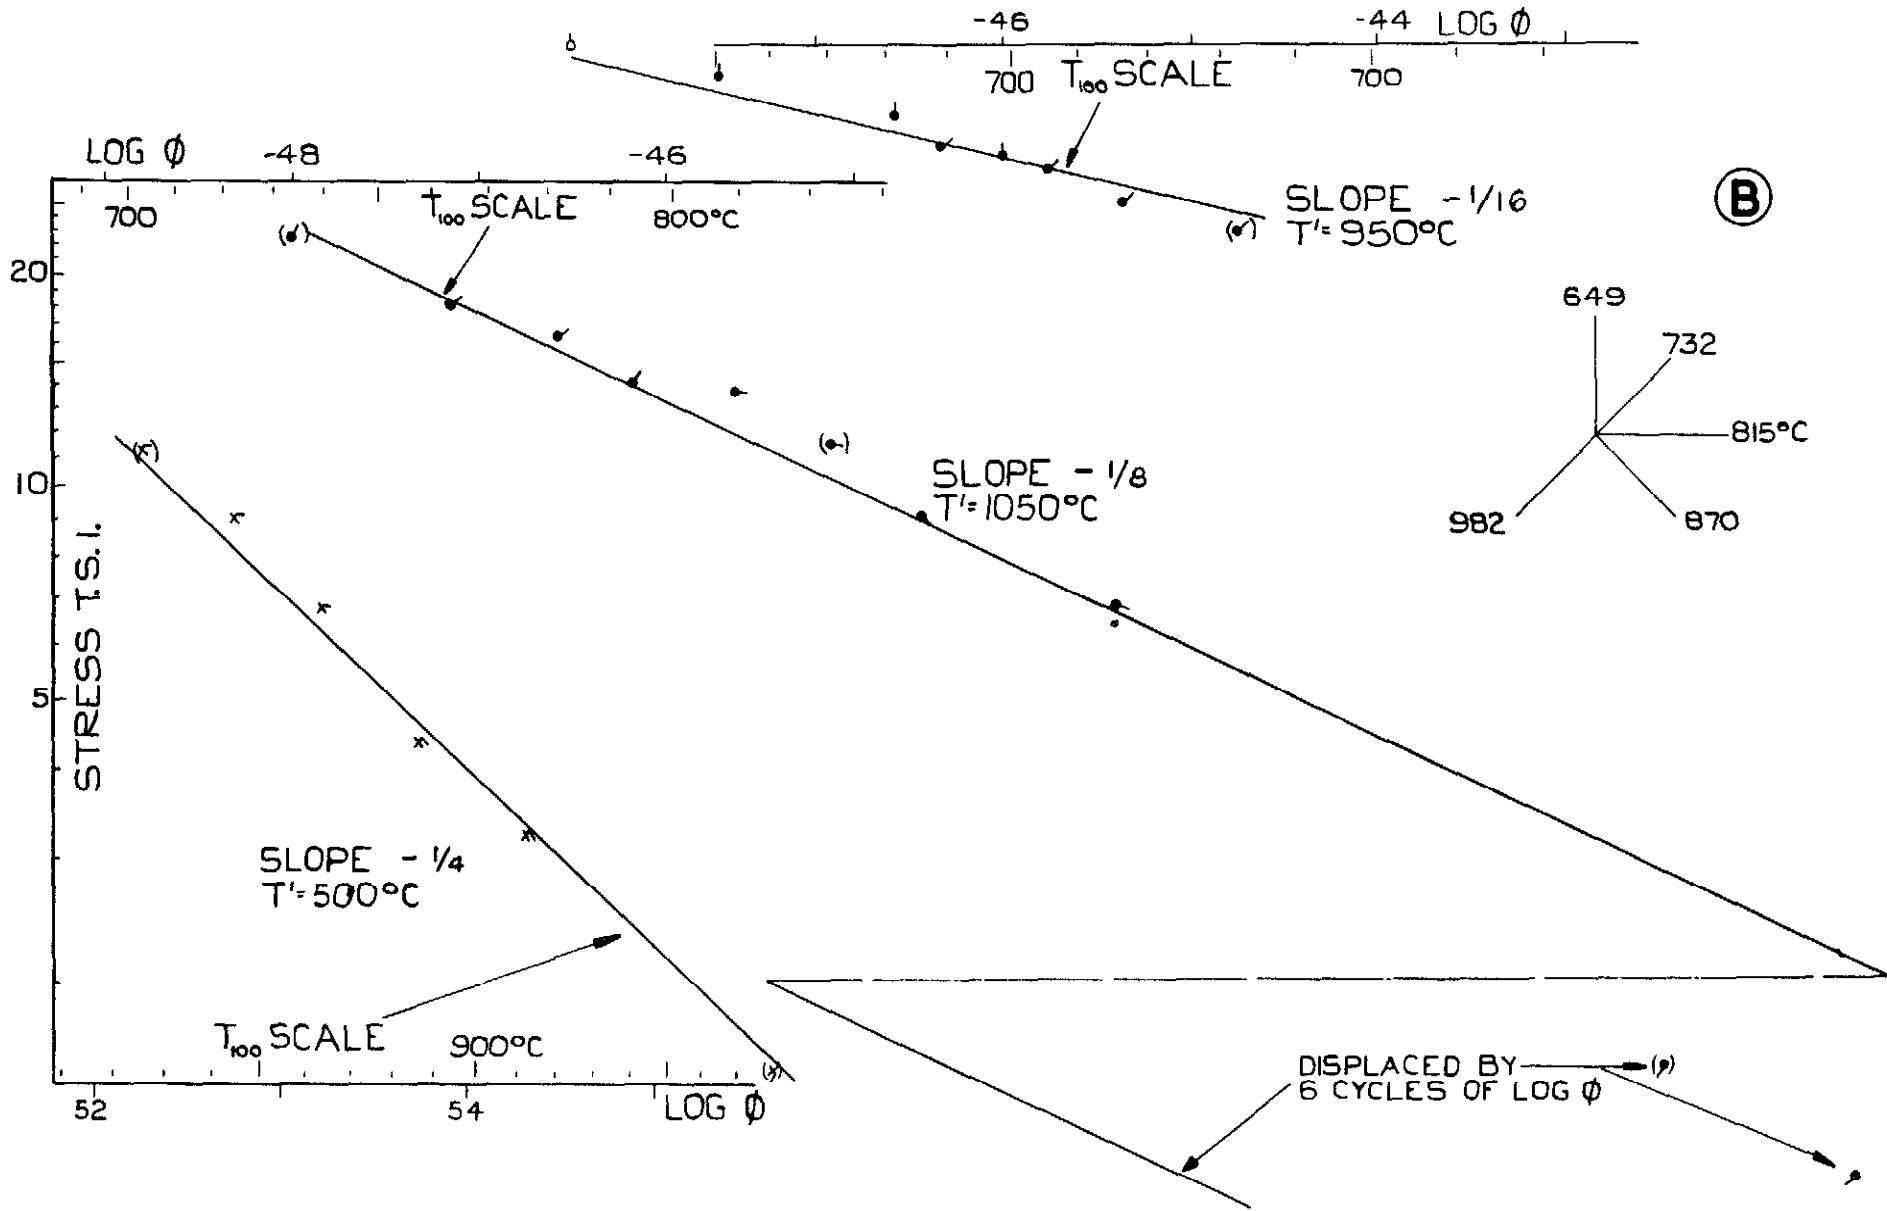 -46 -44 LOG ϕ
700 T₁₀₀ SCALE 700
LOG ϕ -48 -46
700 T₁₀₀ SCALE 800°C
SLOPE - 1/16
T'= 950°C
B
20
649
732
815°C
870
982
10
SLOPE - 1/8
T'= 1050°C
STRESS T.S.I.
5
SLOPE - 1/4
T'= 500°C
T₁₀₀ SCALE 900°C
52 54 LOG ϕ
DISPLACED BY
6 CYCLES OF LOG ϕ